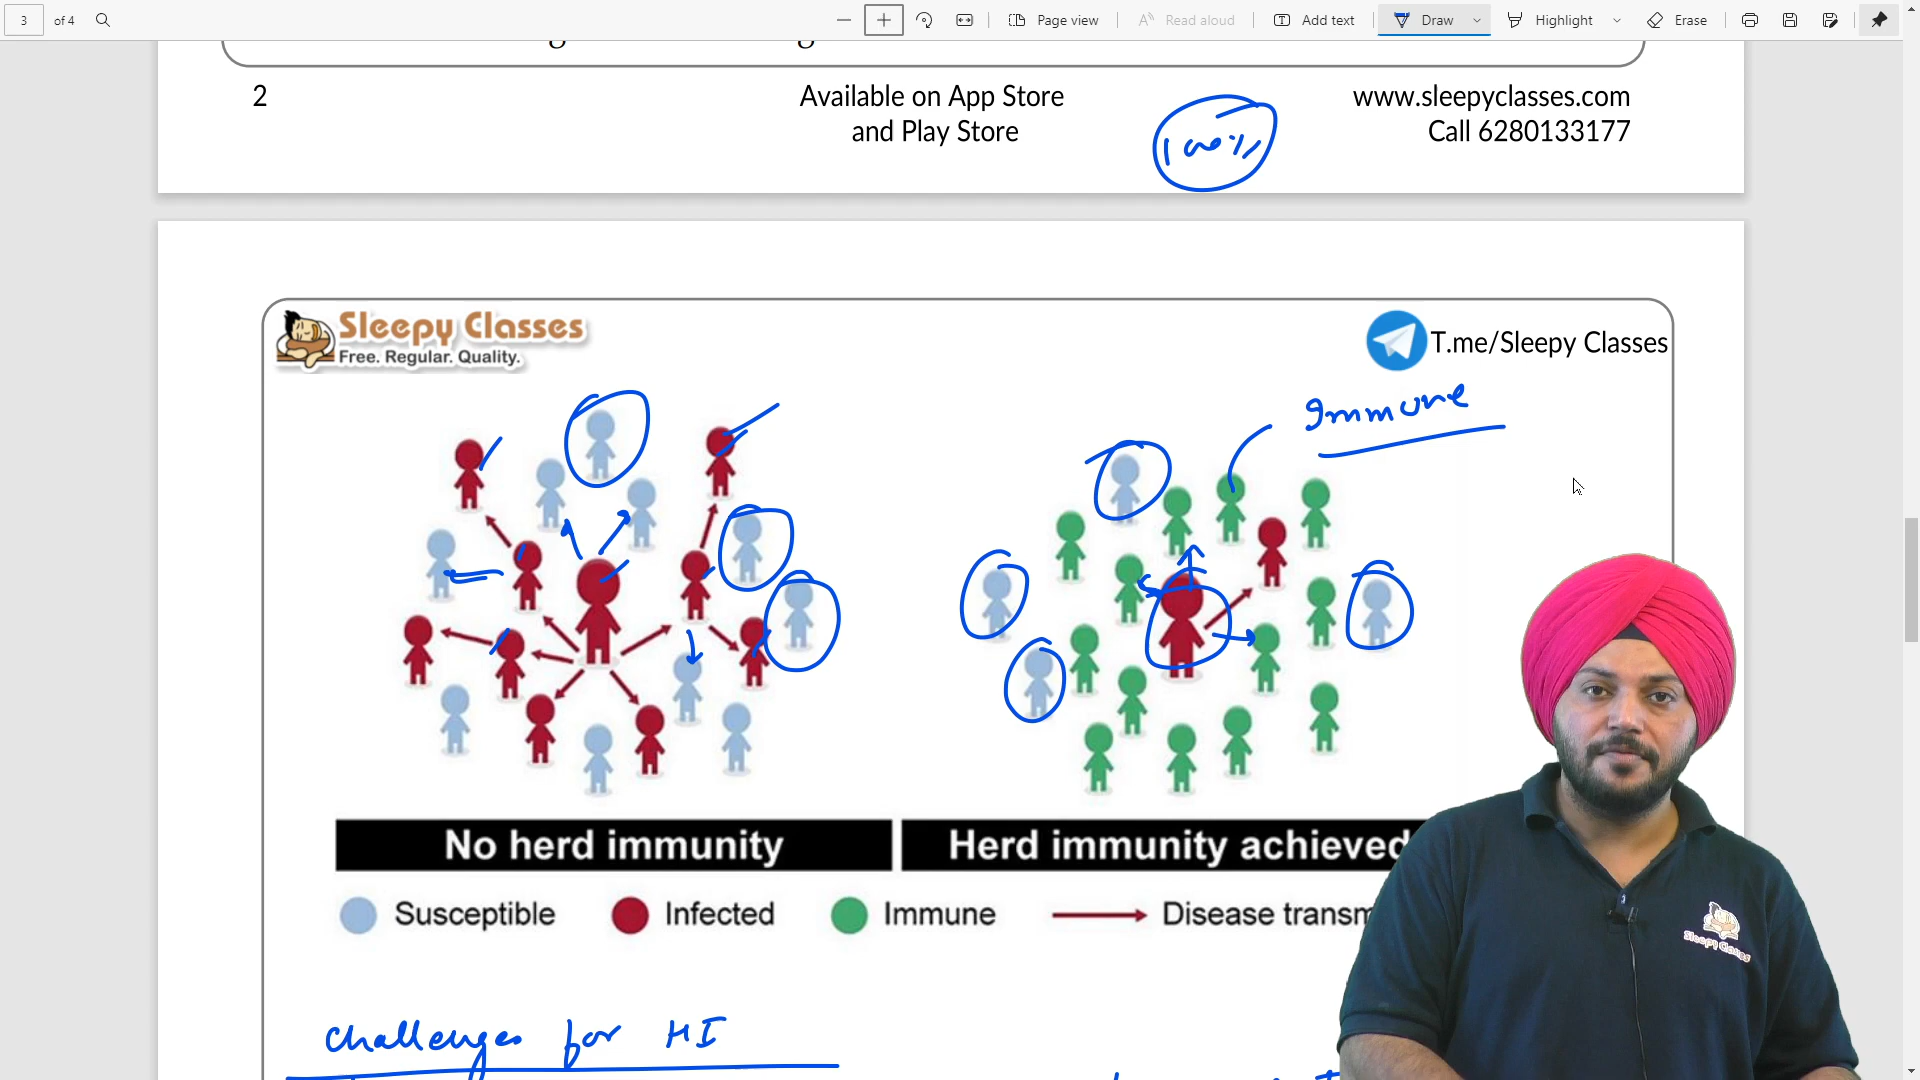 3 of 4
Page view
Read aloud
Add text
Draw
Highlight
Erase
2
Available on App Store
and Play Store
www.sleepyclasses.com
Call 6280133177
100%
Sleepy Classes
Free. Regular. Quality.
T.me/Sleepy Classes
Immune
No herd immunity
Herd immunity achieved
Susceptible
Infected
Immune
Disease transm
Sleepy Classes
Challenges for HI